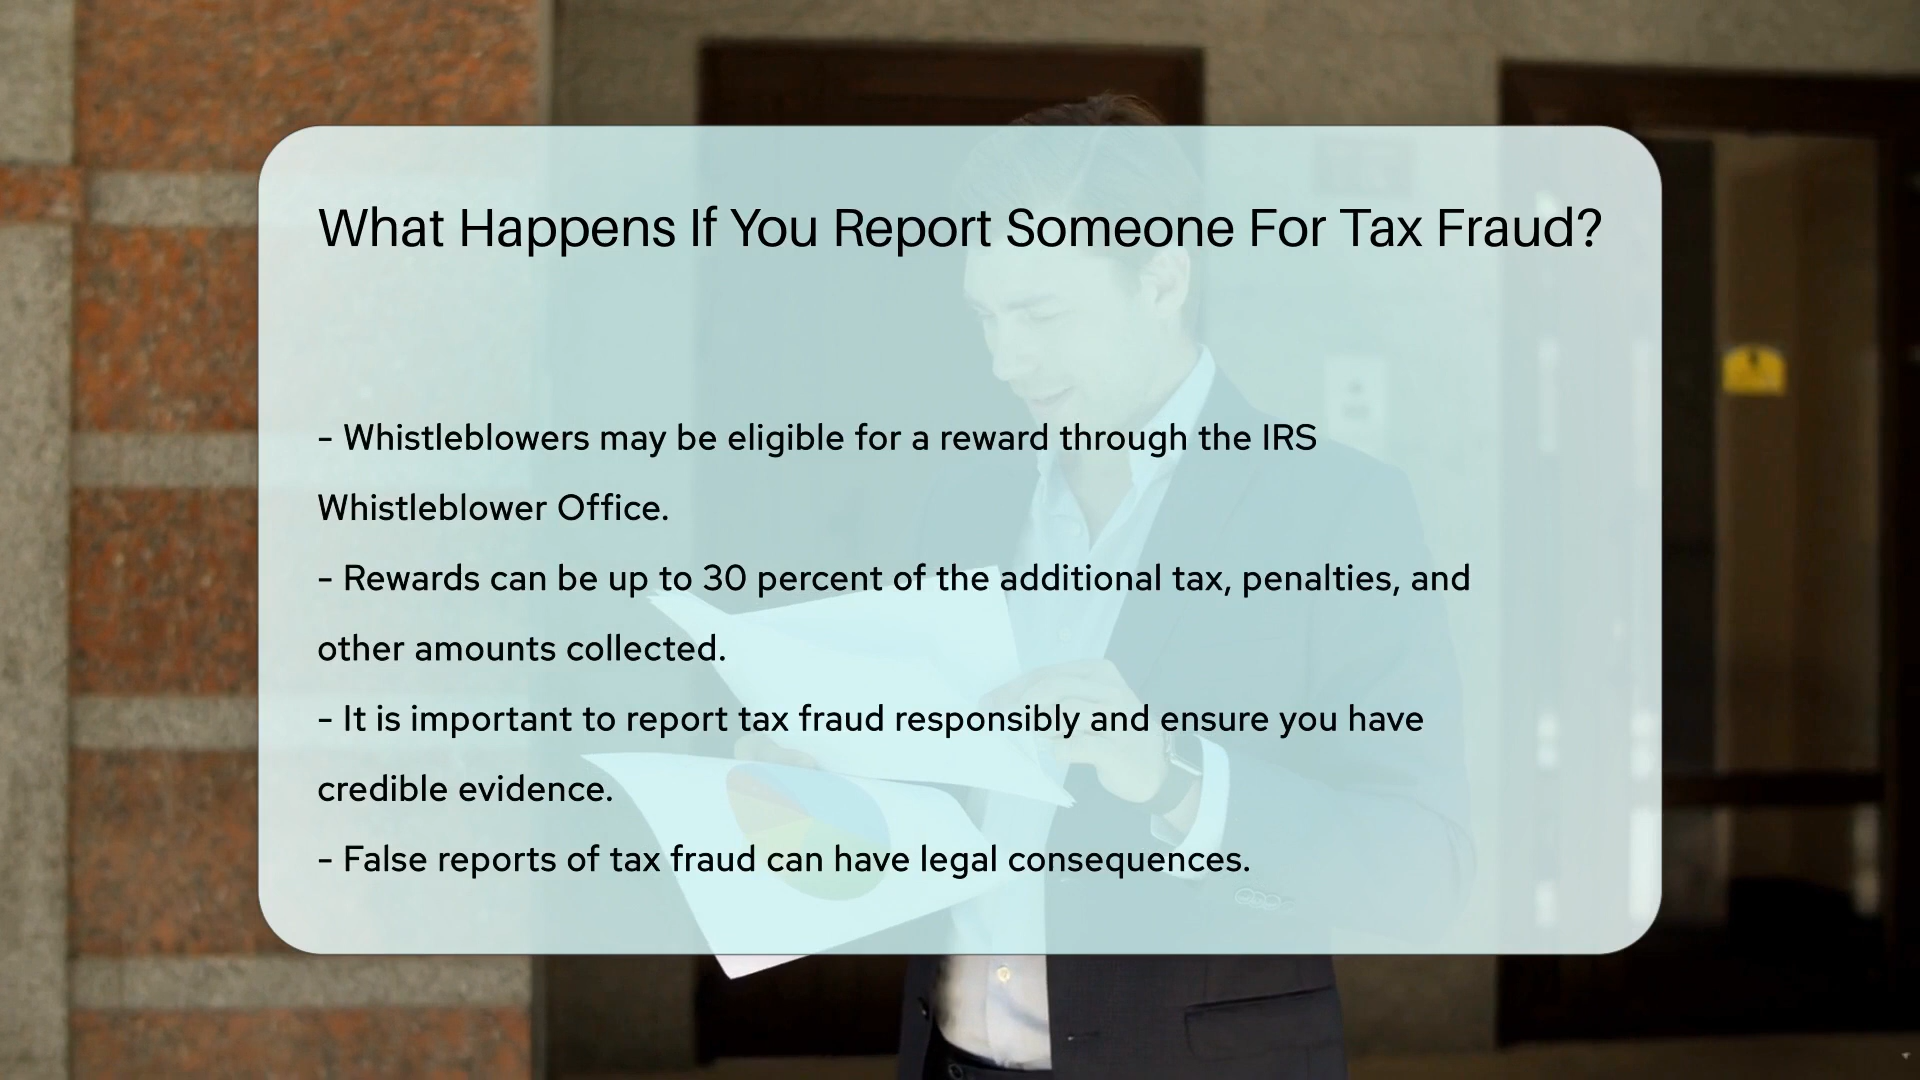 What Happens If You Report Someone For Tax Fraud?
– Whistleblowers may be eligible for a reward through the IRS
Whistleblower Office.
– Rewards can be up to 30 percent of the additional tax, penalties, and
other amounts collected.
– It is important to report tax fraud responsibly and ensure you have
credible evidence.
– False reports of tax fraud can have legal consequences.